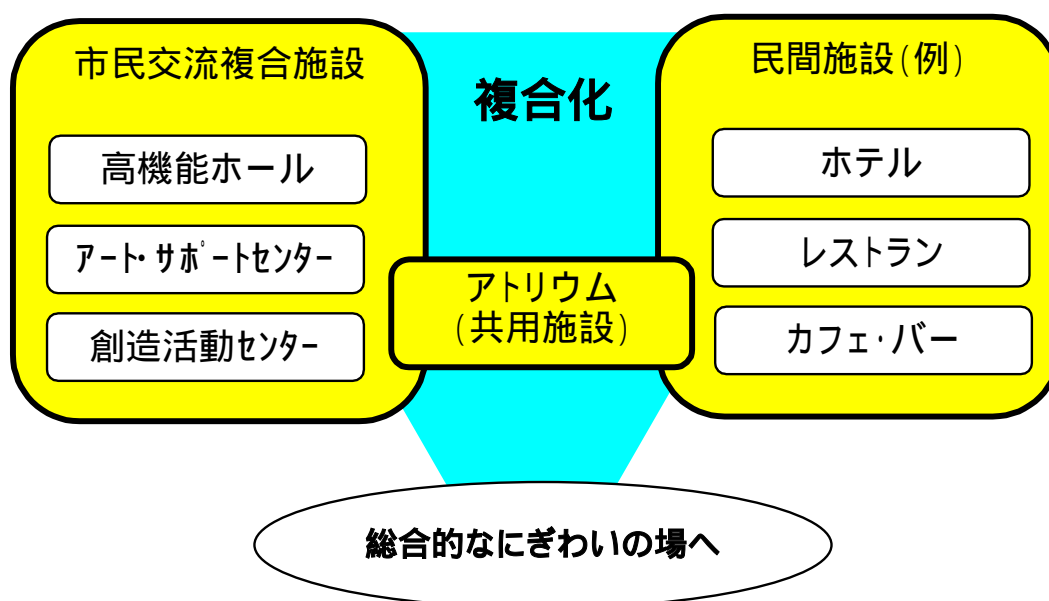 市民交流複合施設
高機能ホール
アート・サポートセンター
創造活動センター
複合化
アトリウム
(共用施設)
民間施設(例)
ホテル
レストラン
カフェ・バー
総合的なにぎわいの場へ